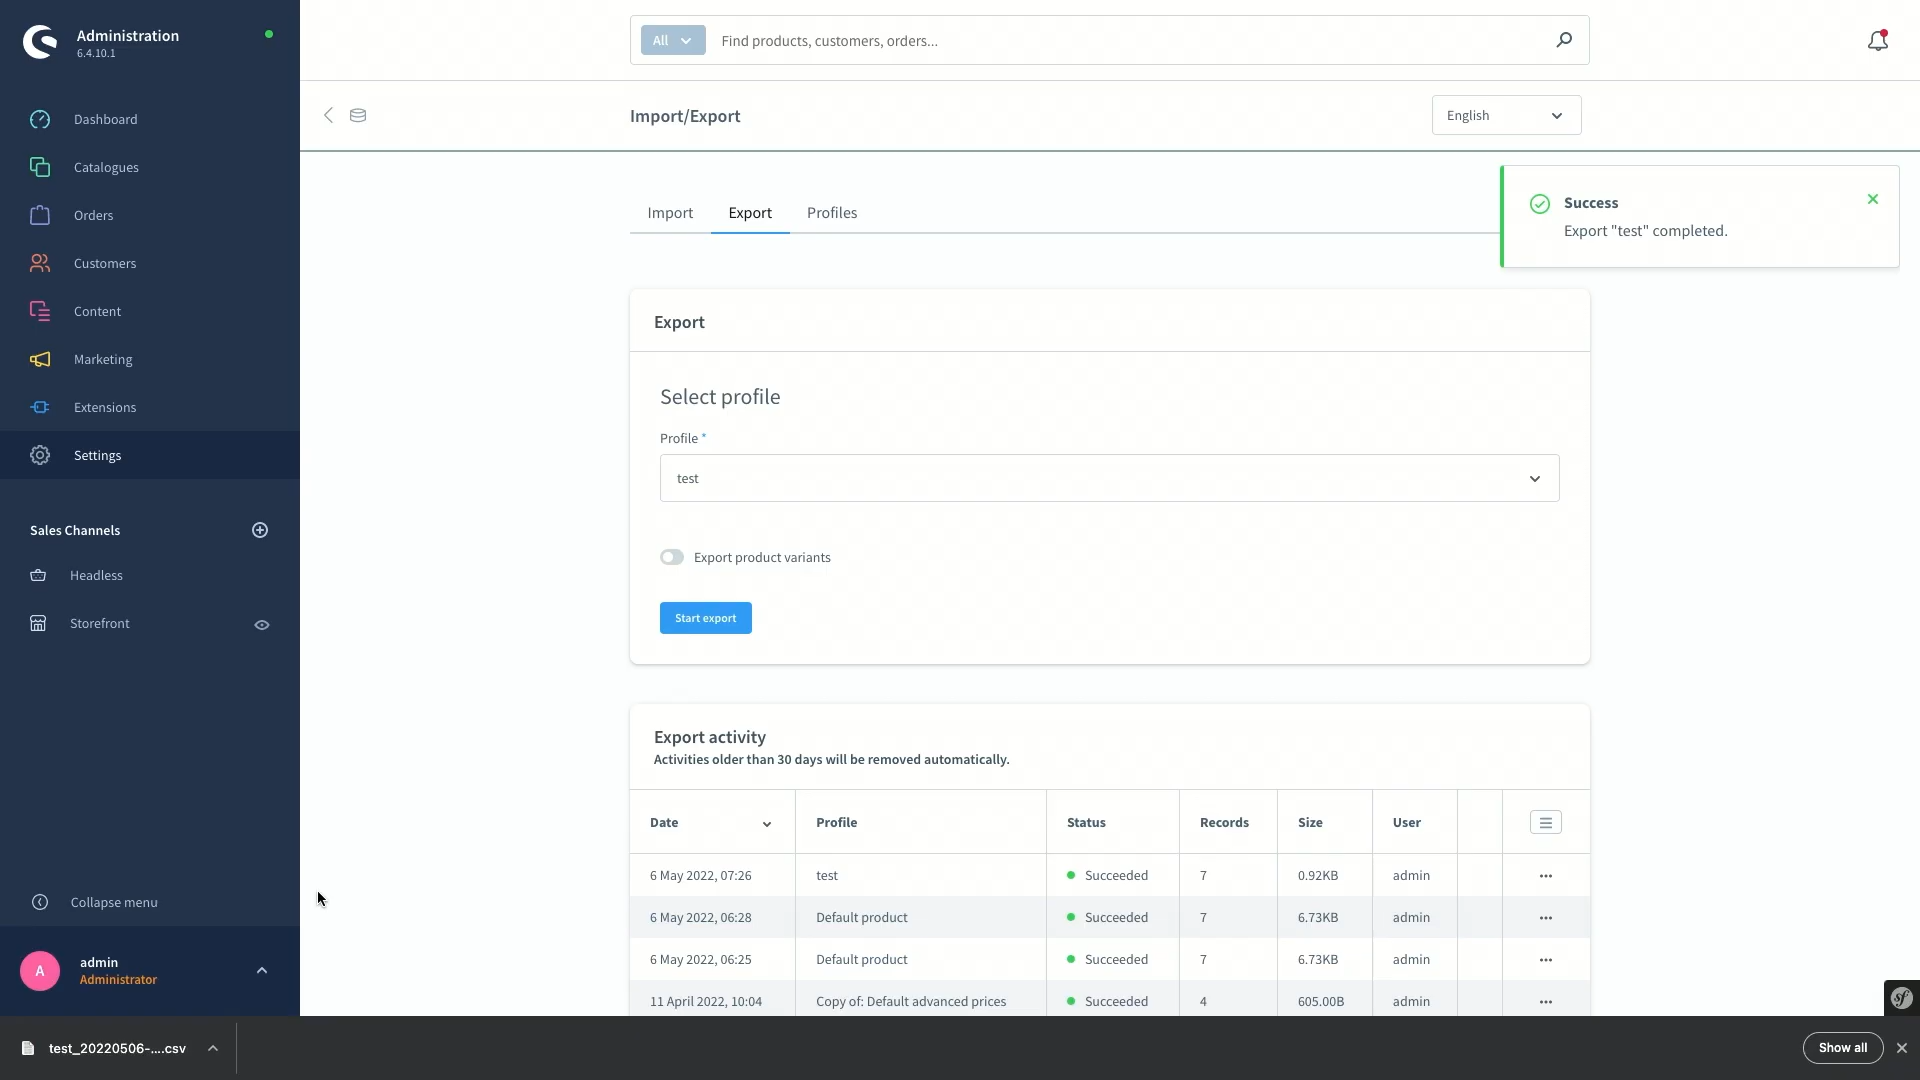 Administration
6.4.10.1
Dashboard
Catalogues
Orders
Customers
Content
Marketing
Extensions
Settings
Sales Channels
Headless
Storefront
Collapse menu
A
admin
Administrator
All
Find products, customers, orders...
Import/Export
English
Import
Export
Profiles
Success
Export "test" completed.
Export
Select profile
Profile *
test
Export product variants
Start export
Export activity
Activities older than 30 days will be removed automatically.
Date Profile Status Records Size User
6 May 2022, 07:26 test Succeeded 7 0.92KB admin
6 May 2022, 06:28 Default product Succeeded 7 6.73KB admin
6 May 2022, 06:25 Default product Succeeded 7 6.73KB admin
11 April 2022, 10:04 Copy of: Default advanced prices Succeeded 4 605.00B admin
sf
test_20220506-....csv
Show all